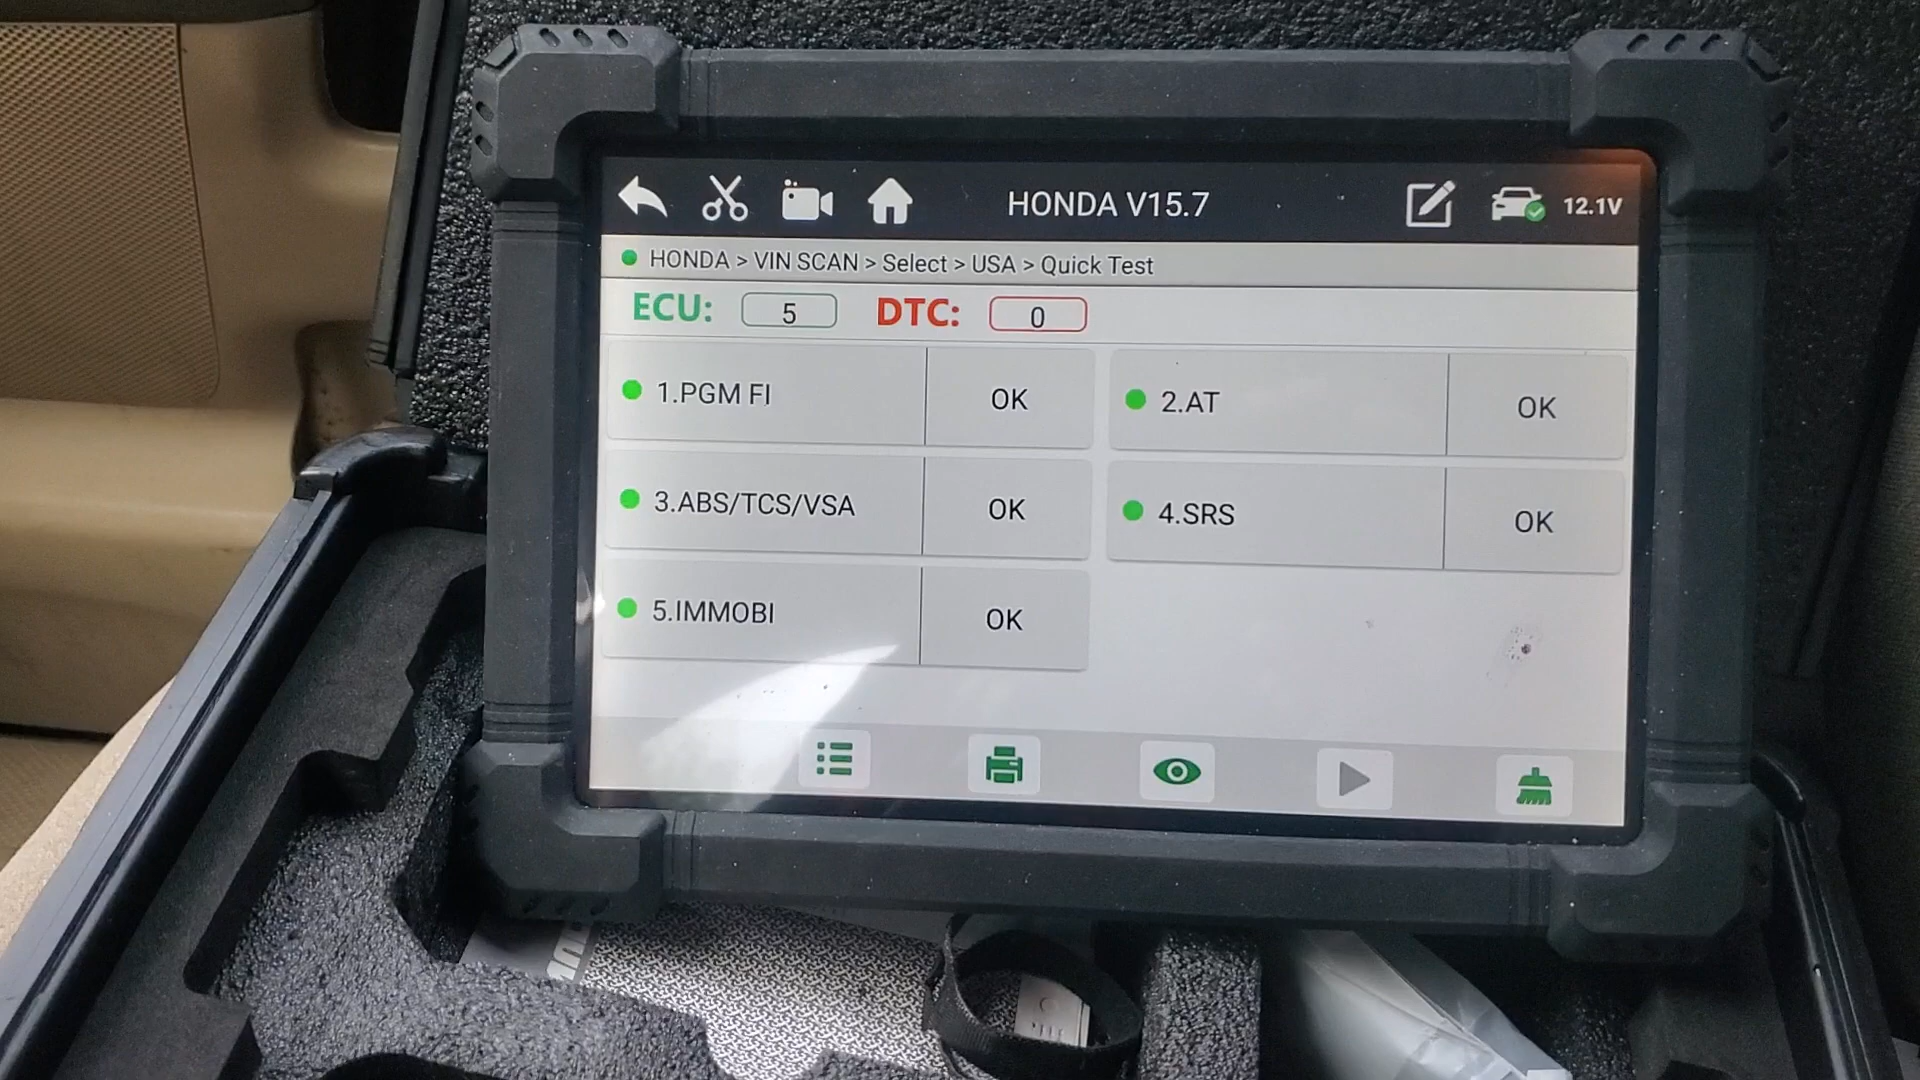 HONDA V15.7
12.1V
HONDA > VIN SCAN > Select > USA > Quick Test
ECU: 5 DTC: 0
1.PGM FI OK
2.AT OK
3.ABS/TCS/VSA OK
4.SRS OK
5.IMMOBI OK